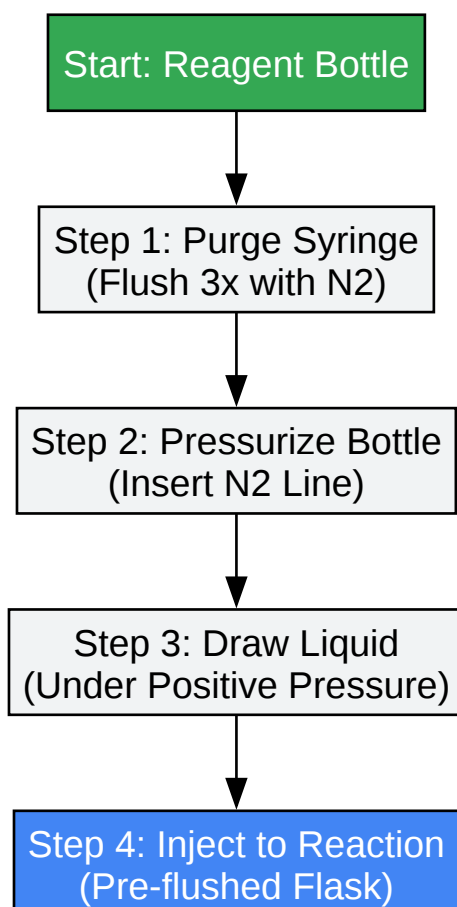 Start: Reagent Bottle
Step 1: Purge Syringe
(Flush 3x with N2)
Step 2: Pressurize Bottle
(Insert N2 Line)
Step 3: Draw Liquid
(Under Positive Pressure)
Step 4: Inject to Reaction
(Pre-flushed Flask)